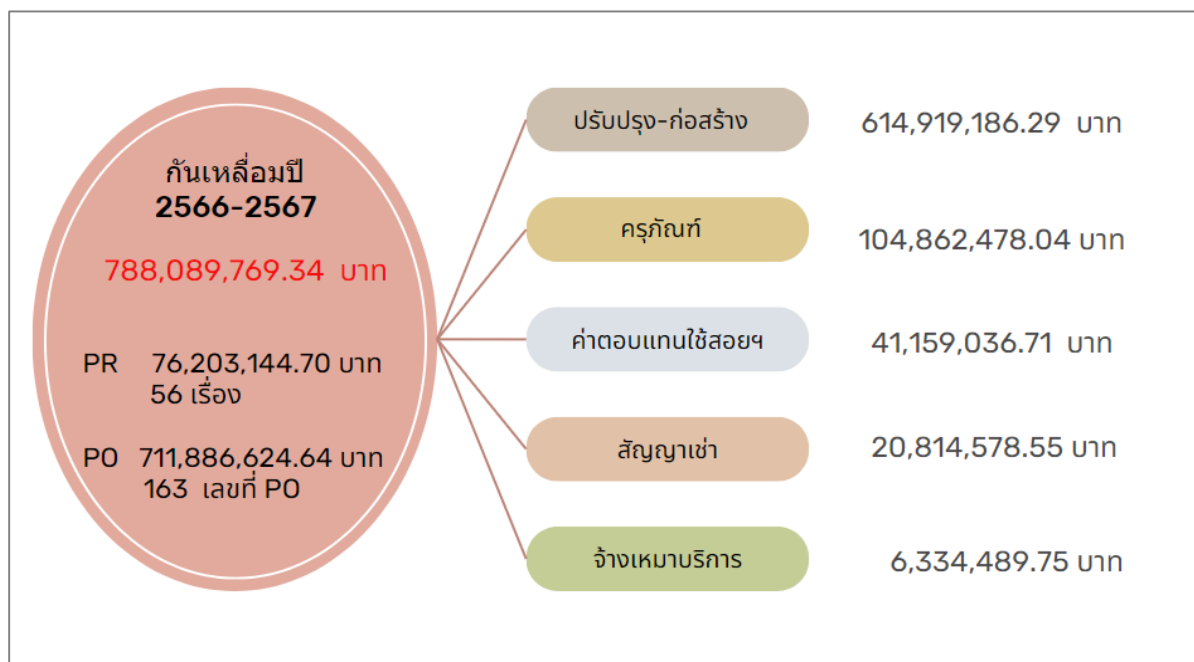 กันเหลื่อมปี
2566-2567
788,089,769.34 บาท
PR 76,203,144.70 บาท
56 เรื่อง
PO 711,886,624.64 บาท
163 เลขที่ PO
ปรับปรุง-ก่อสร้าง 614,919,186.29 บาท
ครุภัณฑ์ 104,862,478.04 บาท
ค่าตอบแทนใช้สอยฯ 41,159,036.71 บาท
สัญญาเช่า 20,814,578.55 บาท
จ้างเหมาบริการ 6,334,489.75 บาท